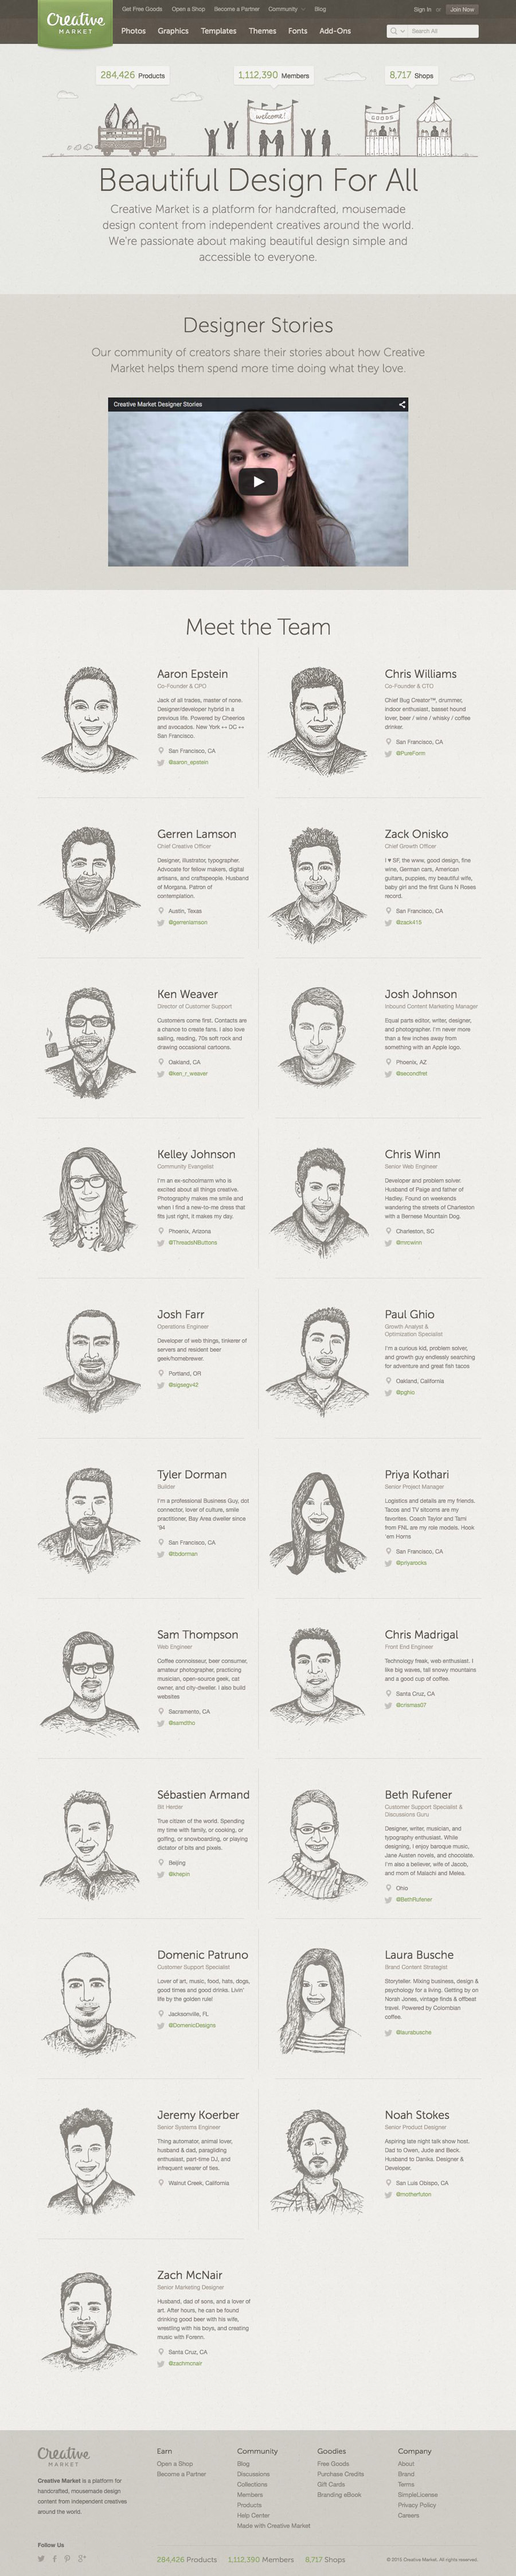 Creative
MARKET
Get Free Goods Open a Shop Become a Partner Community Blog
Sign In or Join Now
Photos Graphics Templates Themes Fonts Add-Ons
Search All
284,426 Products
1,112,390 Members
8,717 Shops
welcome!
GOODS
Beautiful Design For All
Creative Market is a platform for handcrafted, mousemade
design content from independent creatives around the world.
We're passionate about making beautiful design simple and
accessible to everyone.
Designer Stories
Our community of creators share their stories about how Creative
Market helps them spend more time doing what they love.
Creative Market Designer Stories
Meet the Team
Aaron Epstein
Co-Founder & CPO
Jack of all trades, master of none.
Designer/developer hybrid in a
previous life. Powered by Cheerios
and avocados. New York ↔ DC ↔
San Francisco.
San Francisco, CA
@aaron_epstein
Chris Williams
Co-Founder & CTO
Chief Bug Creator™, drummer,
indoor enthusiast, basset hound
lover, beer / wine / whisky / coffee
drinker.
San Francisco, CA
@PureForm
Gerren Lamson
Chief Creative Officer
Designer, illustrator, typographer.
Advocate for fellow makers, digital
artisans, and craftspeople. Husband
of Morgana. Patron of
contemplation.
Austin, Texas
@gerrenlamson
Zack Onisko
Chief Growth Officer
I ♥ SF, the www, good design, fine
wine, German cars, American
guitars, puppies, my beautiful wife,
baby girl and the first Guns N Roses
record.
San Francisco, CA
@zack415
Ken Weaver
Director of Customer Support
Customers come first. Contacts are
a chance to create fans. I also love
sailing, reading, 70s soft rock and
drawing occasional cartoons.
Oakland, CA
@ken_r_weaver
Josh Johnson
Inbound Content Marketing Manager
Equal parts editor, writer, designer,
and photographer. I'm never more
than a few inches away from
something with an Apple logo.
Phoenix, AZ
@secondfret
Kelley Johnson
Community Evangelist
I'm an ex-schoolmarm who is
excited about all things creative.
Photography makes me smile and
when I find a new-to-me dress that
fits just right, it makes my day.
Phoenix, Arizona
@ThreadsNButtons
Chris Winn
Senior Web Engineer
Developer and problem solver.
Husband of Paige and father of
Hadley. Found on weekends
wandering the streets of Charleston
with a Bernese Mountain Dog.
Charleston, SC
@mrcwinn
Josh Farr
Operations Engineer
Developer of web things, tinkerer of
servers and resident beer
geek/homebrewer.
Portland, OR
@sigsegv42
Paul Ghio
Growth Analyst &
Optimization Specialist
I'm a curious kid, problem solver,
and growth guy endlessly searching
for adventure and great fish tacos
Oakland, California
@pghio
Tyler Dorman
Builder
I'm a professional Business Guy, dot
connector, lover of culture, smile
practitioner. Bay Area dweller since
'94
San Francisco, CA
@tbdorman
Priya Kothari
Senior Project Manager
Logistics and details are my friends.
Tacos and TV sitcoms are my
favorites. Coach Taylor and Tami
from FNL are my role models. Hook
'em Horns
San Francisco, CA
@priyarocks
Sam Thompson
Web Engineer
Coffee connoisseur, beer consumer,
amateur photographer, practicing
musician, open-source geek, cat
owner, and city-dweller. I also build
websites
Sacramento, CA
@samdtho
Chris Madrigal
Front End Engineer
Technology freak, web enthusiast. I
like big waves, tall snowy mountains
and a good cup of coffee.
Santa Cruz, CA
@crismax07
Sébastien Armand
Bit Herder
True citizen of the world. Spending
my time with family, or cooking, or
golfing, or snowboarding, or playing
dictator of bits and pixels.
Beijing
@khepin
Beth Rufener
Customer Support Specialist &
Discussions Guru
Designer, writer, musician, and
typography enthusiast. While
designing, I enjoy baroque music,
Jane Austen novels, and chocolate.
I'm also a believer, wife of Jacob,
and mom of Malachi and Melea.
Ohio
@BethRufener
Domenic Patruno
Customer Support Specialist
Lover of art, music, food, hats, dogs,
good times and good drinks. Livin'
life by the golden rule!
Jacksonville, FL
@DomenicDesigns
Laura Busche
Brand Content Strategist
Storyteller. Mixing business, design &
psychology for a living. Getting by on
Norah Jones, vintage finds & offbeat
travel. Powered by Colombian
coffee.
@laurabusche
Jeremy Koerber
Senior Systems Engineer
Thing automator, animal lover,
husband & dad, paragliding
enthusiast, part-time DJ, and
infrequent wearer of ties.
Walnut Creek, California
Noah Stokes
Senior Product Designer
Aspiring late night talk show host.
Dad to Owen, Jude and Beck.
Husband to Danika. Designer &
Developer.
San Luis Obispo, CA
@motherfuton
Zach McNair
Senior Marketing Designer
Husband, dad of sons, and a lover of
art. After hours, he can be found
drinking good beer with his wife,
wrestling with his boys, and creating
music with Forenn.
Santa Cruz, CA
@zachmcnair
Creative
MARKET
Creative Market is a platform for
handcrafted, mousemade design
content from independent creatives
around the world.
Earn
Open a Shop
Become a Partner
Community
Blog
Discussions
Collections
Members
Products
Help Center
Made with Creative Market
Goodies
Free Goods
Purchase Credits
Gift Cards
Branding eBook
Company
About
Brand
Terms
SimpleLicense
Privacy Policy
Careers
Follow Us
284,426 Products 1,112,390 Members 8,717 Shops
© 2015 Creative Market. All rights reserved.